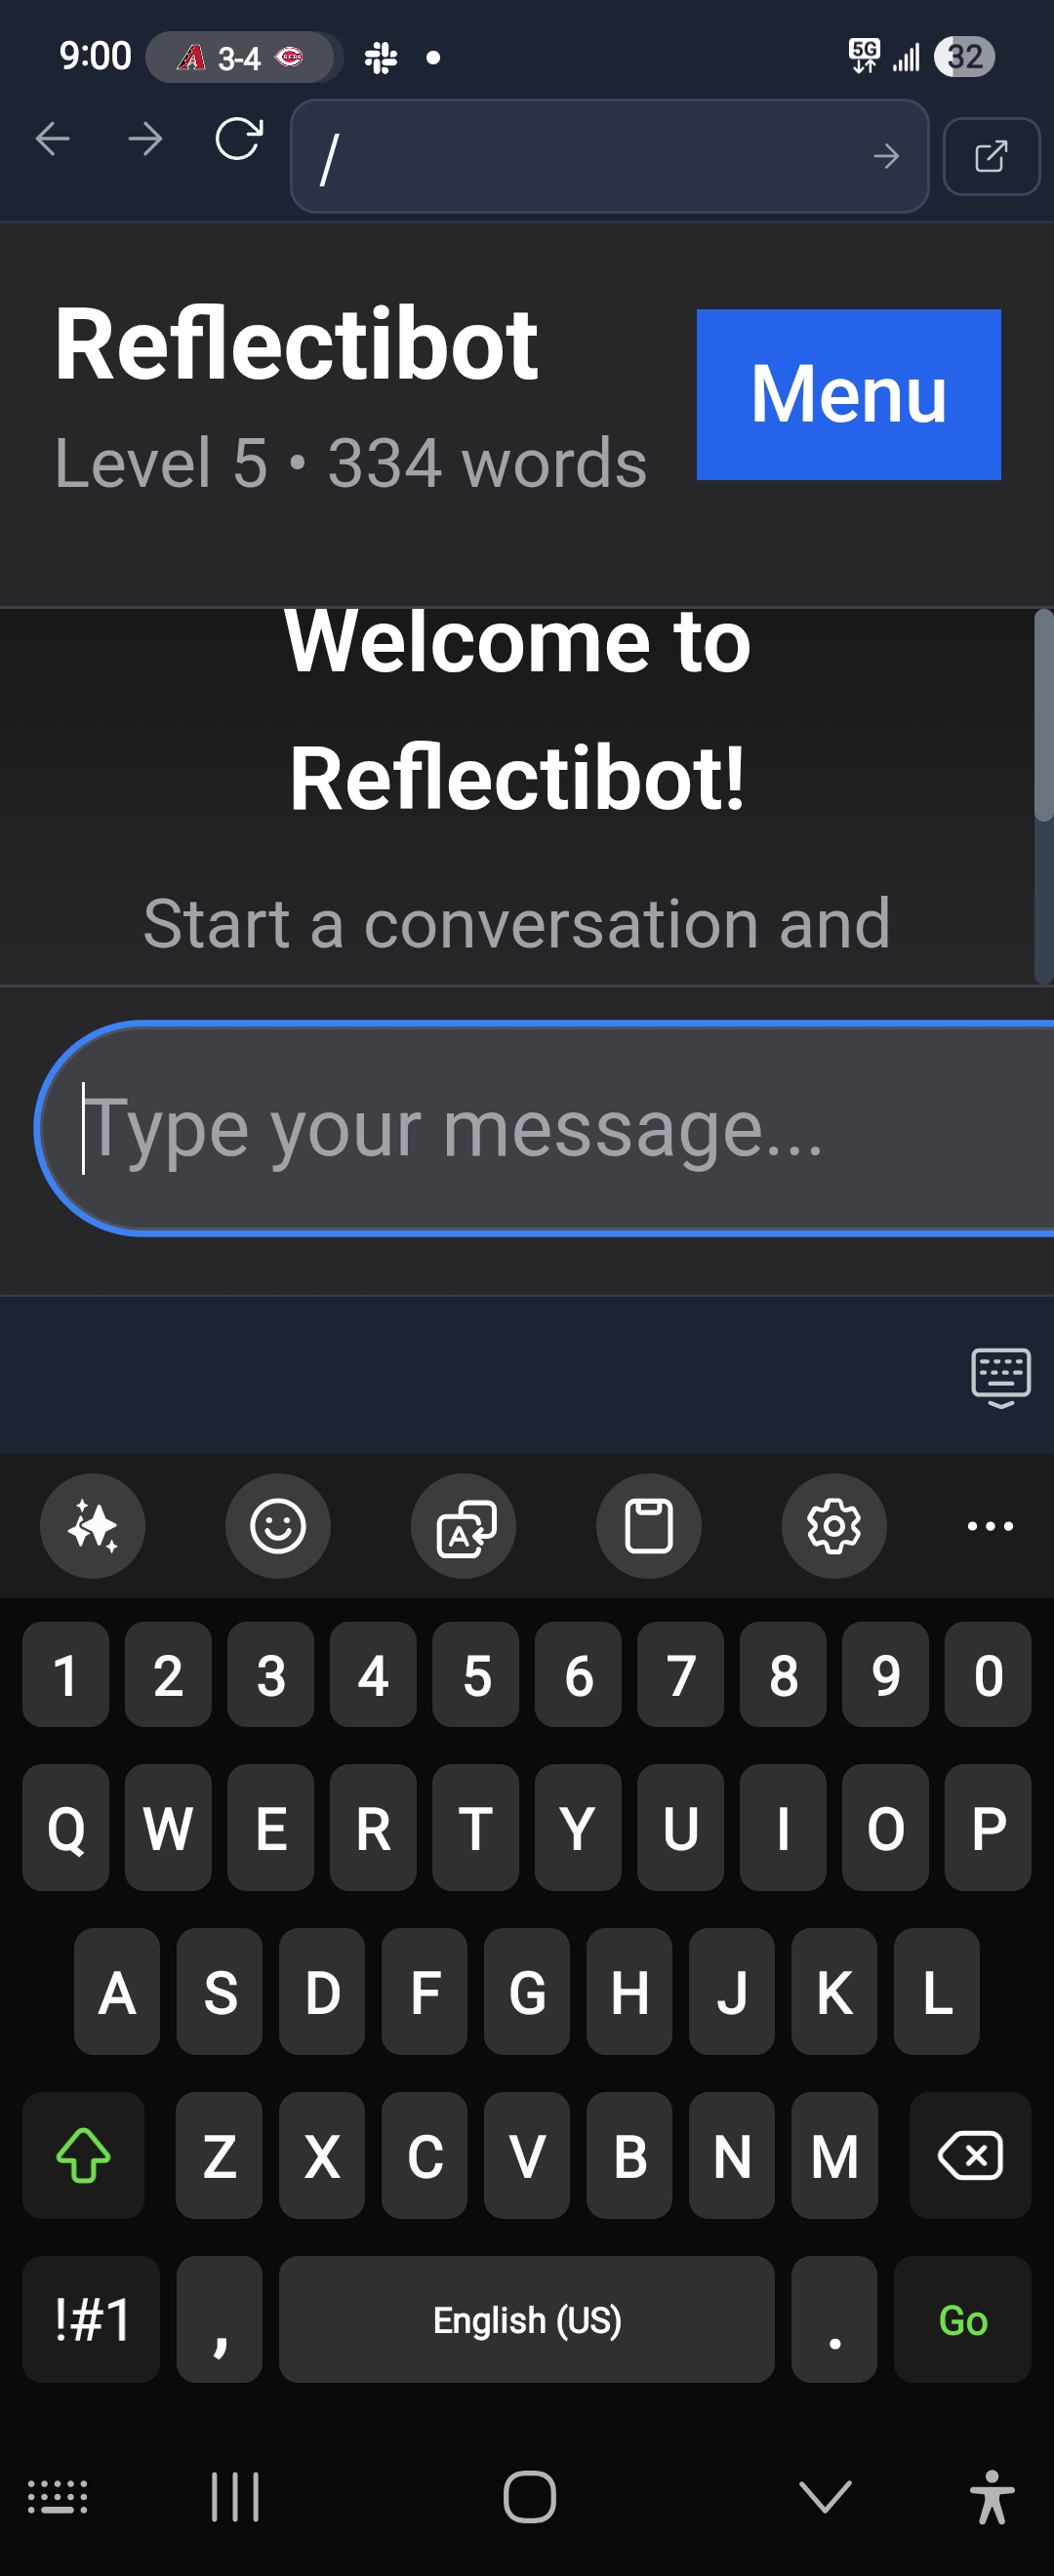 9:00 A 3-4 REDS 5G 32
/
Reflectibot
Menu
Level 5 • 334 words
Welcome to
Reflectibot!
Start a conversation and
Type your message...
1 2 3 4 5 6 7 8 9 0
Q W E R T Y U I O P
A S D F G H J K L
Z X C V B N M
!#1 , English (US) . Go